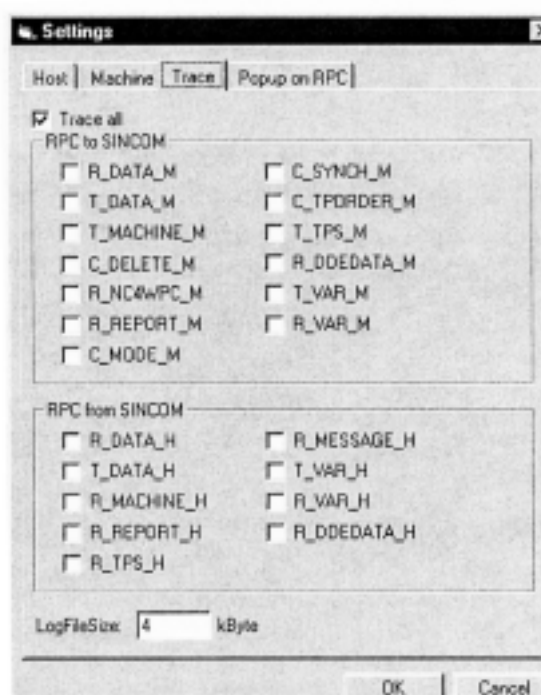 Settings
Host Machine Trace Popup on RPC
Trace all
RPC to SINCOM
R_DATA_M C_SYNCH_M
T_DATA_M C_TPORDER_M
T_MACHINE_M T_TPS_M
C_DELETE_M R_DDEDATA_M
R_NC4WPC_M T_VAR_M
R_REPORT_M R_VAR_M
C_MODE_M
RPC from SINCOM
R_DATA_H R_MESSAGE_H
T_DATA_H T_VAR_H
R_MACHINE_H R_VAR_H
R_REPORT_H R_DDEDATA_H
R_TPS_H
LogFileSize: 4 kByte
OK Cancel